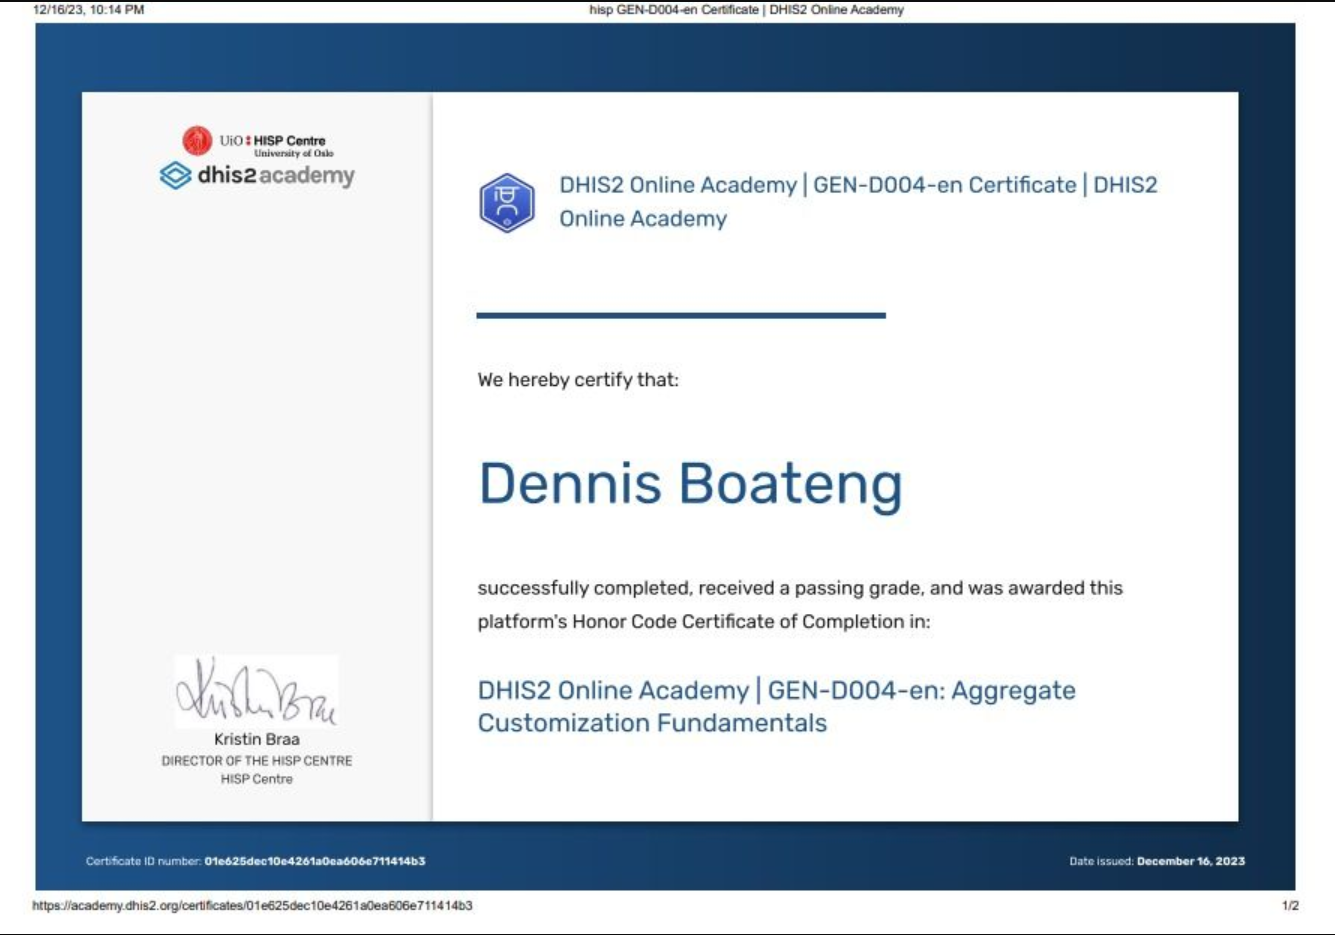 12/16/23, 10:14 PM
hisp GEN-D004-en Certificate | DHIS2 Online Academy
UiO : HISP Centre
University of Oslo
dhis2 academy
DHIS2 Online Academy | GEN-D004-en Certificate | DHIS2
Online Academy
We hereby certify that:
Dennis Boateng
successfully completed, received a passing grade, and was awarded this
platform's Honor Code Certificate of Completion in:
DHIS2 Online Academy | GEN-D004-en: Aggregate
Customization Fundamentals
Kristin Braa
Kristin Braa
DIRECTOR OF THE HISP CENTRE
HISP Centre
Certificate ID number: 01e625dec10e4261a0ea606e711414b3
Date issued: December 16, 2023
https://academy.dhis2.org/certificates/01e625dec10e4261a0ea606e711414b3
1/2